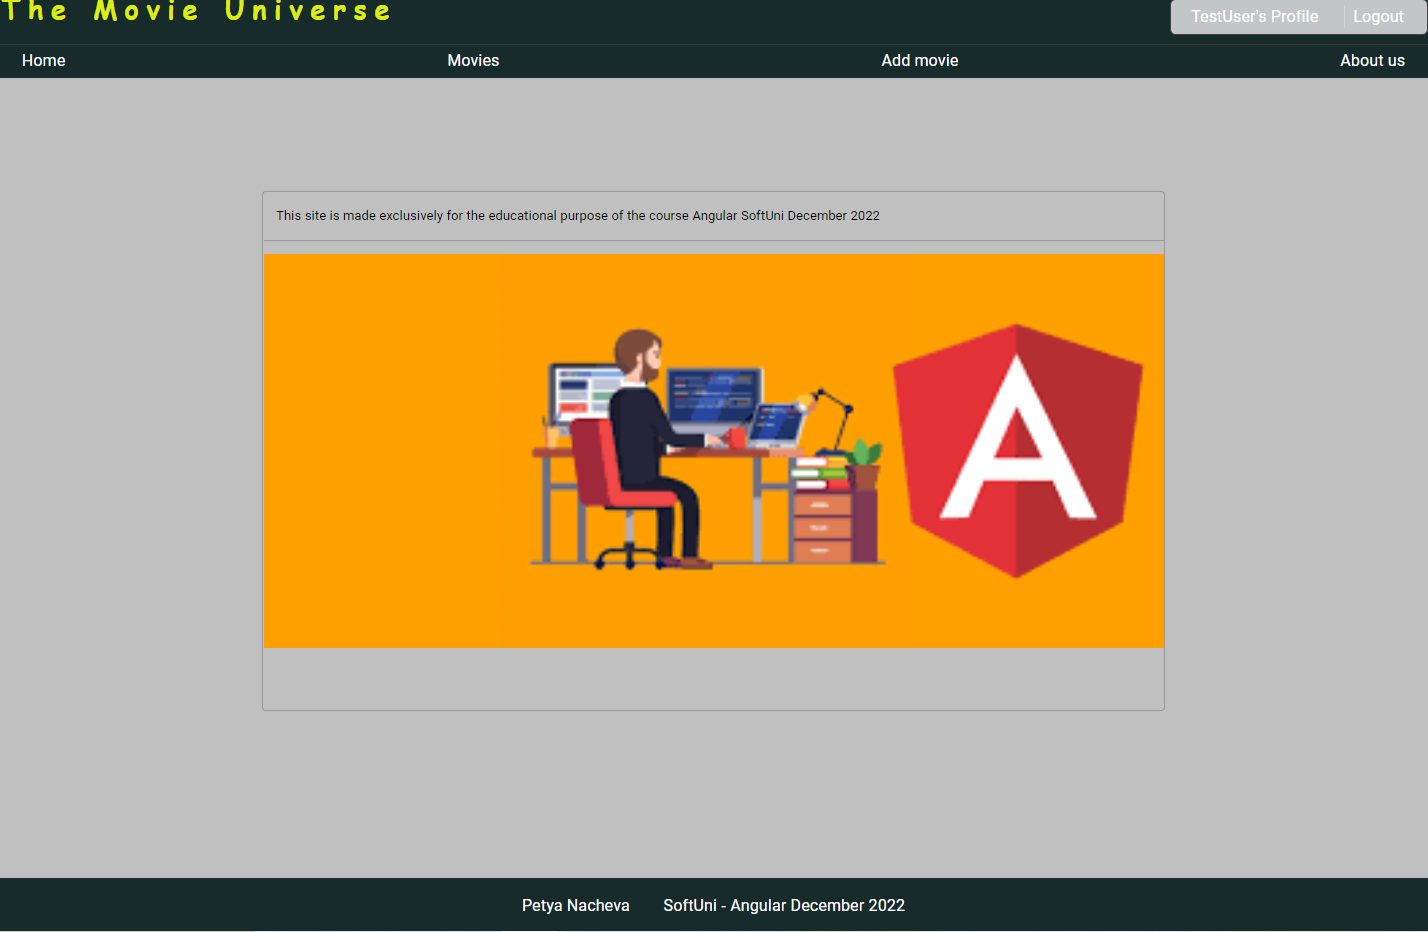 The Movie Universe
TestUser's Profile Logout
Home Movies Add movie About us
This site is made exclusively for the educational purpose of the course Angular SoftUni December 2022
A
Petya Nacheva SoftUni - Angular December 2022